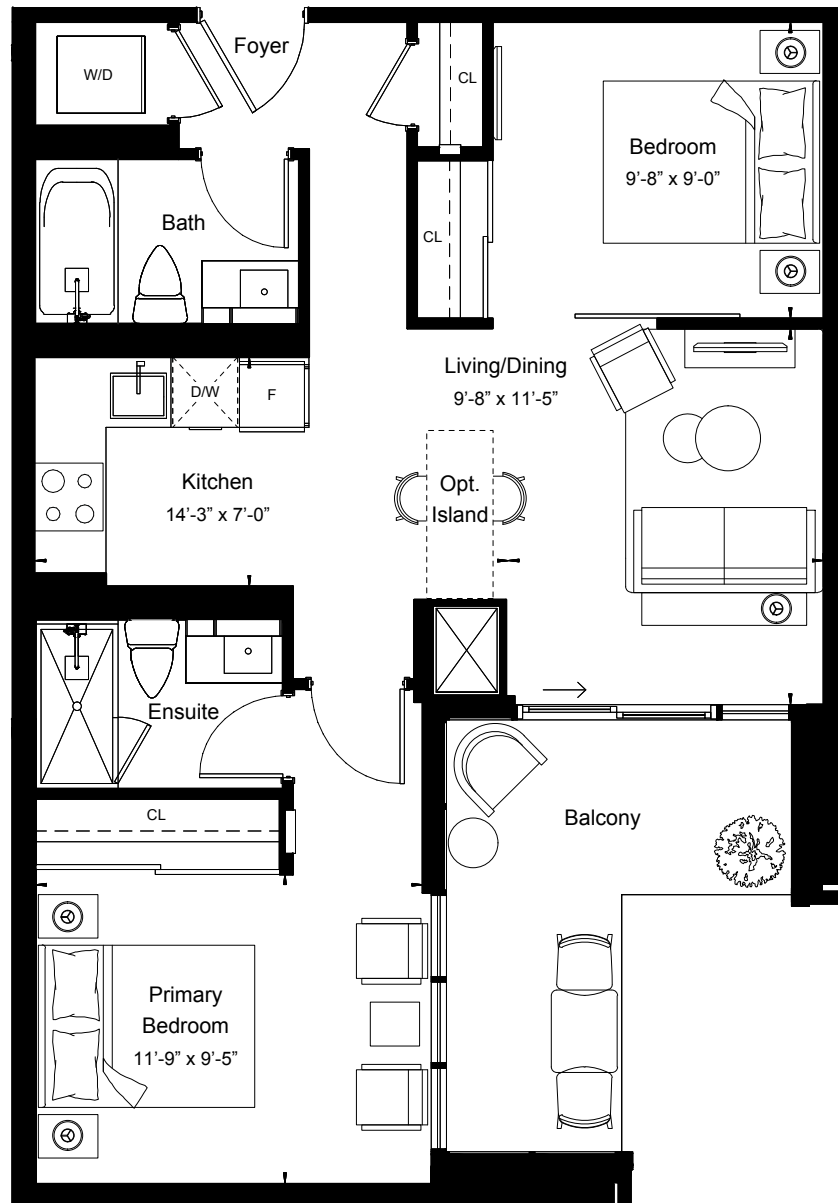 Foyer
W/D
CL
Bedroom
9’-8” x 9’-0”
Bath
CL
Living/Dining
9’-8” x 11’-5”
D/W
F
Kitchen
14’-3” x 7’-0”
Opt.
Island
Ensuite
CL
Balcony
Primary
Bedroom
11’-9” x 9’-5”